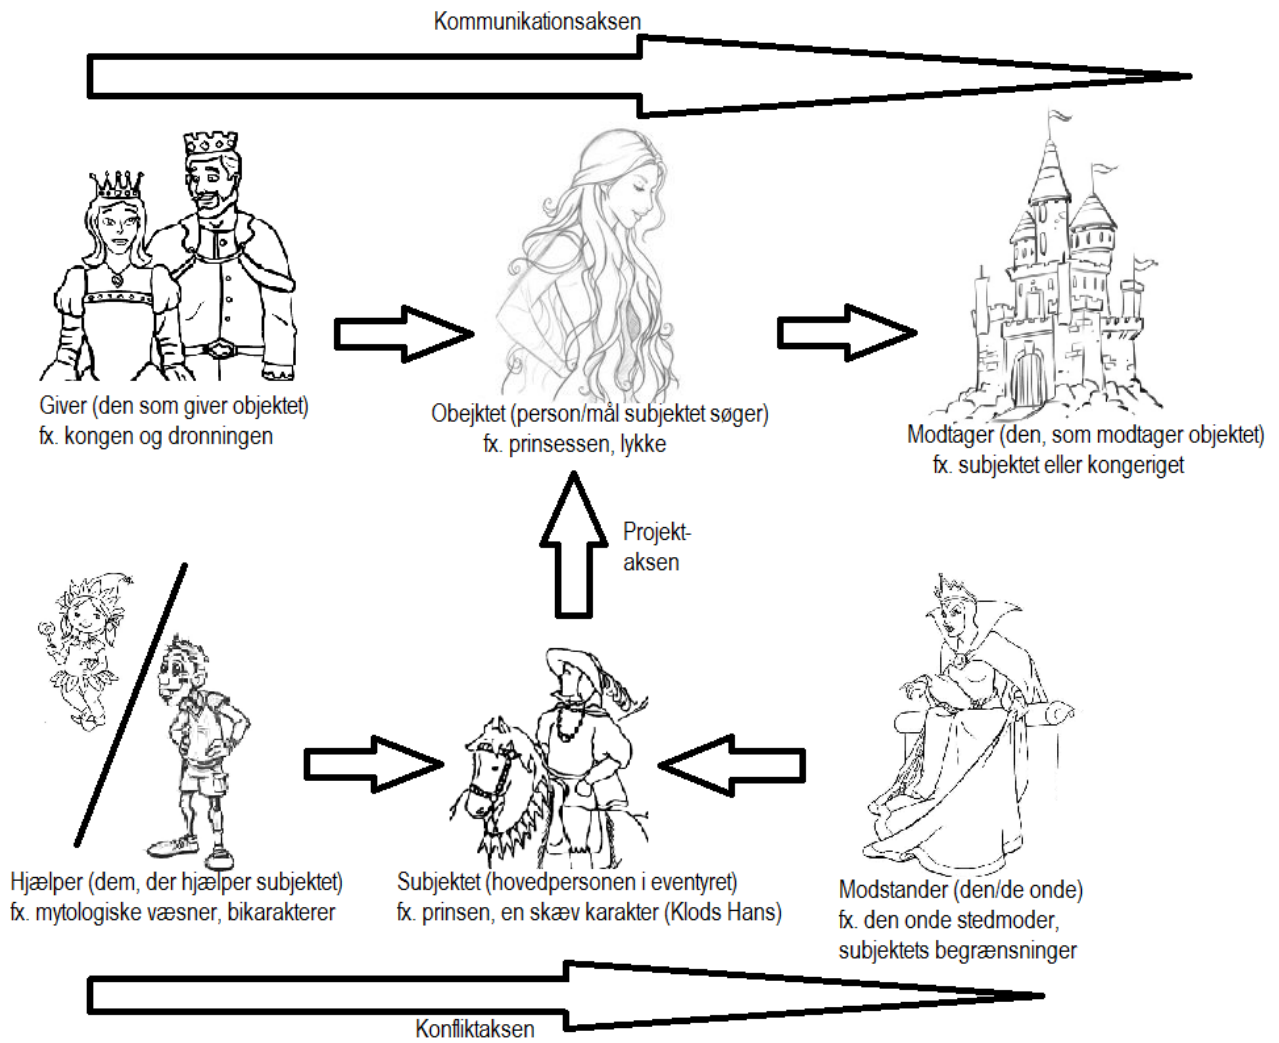 Kommunikationsaksen
Giver (den som giver objektet)
fx. kongen og dronningen
Obejktet (person/mål subjektet søger)
fx. prinsessen, lykke
Modtager (den, som modtager objektet)
fx. subjektet eller kongeriget
Projekt-
aksen
Hjælper (dem, der hjælper subjektet)
fx. mytologiske væsner, bikarakterer
Subjektet (hovedpersonen i eventyret)
fx. prinsen, en skæv karakter (Klods Hans)
Modstander (den/de onde)
fx. den onde stedmoder,
subjektets begrænsninger
Konfliktaksen